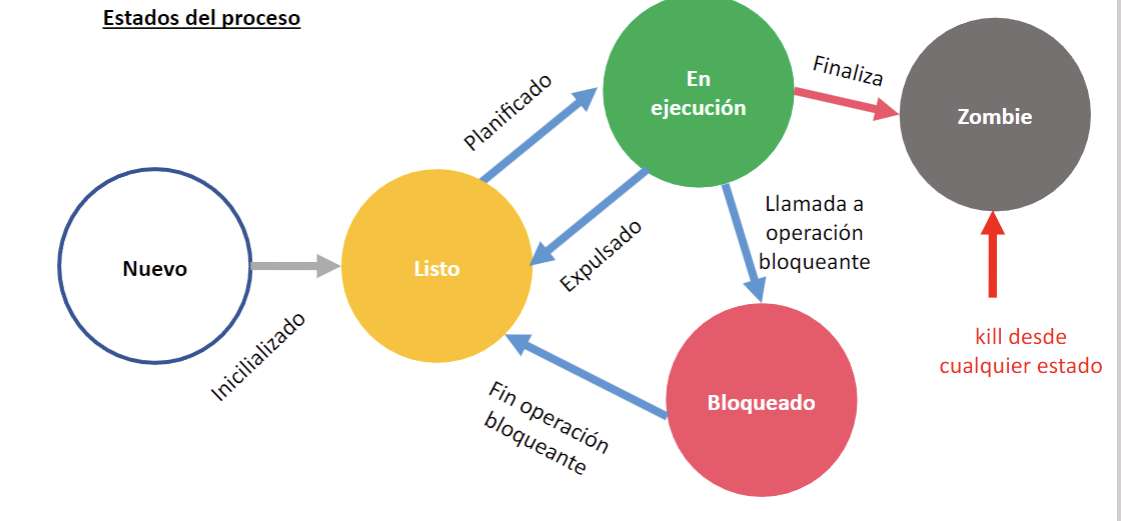 Estados del proceso
Nuevo
Inicilializado
Listo
Planificado
Expulsado
En
ejecución
Finaliza
Zombie
Llamada a
operación
bloqueante
Bloqueado
Fin operación
bloqueante
kill desde
cualquier estado